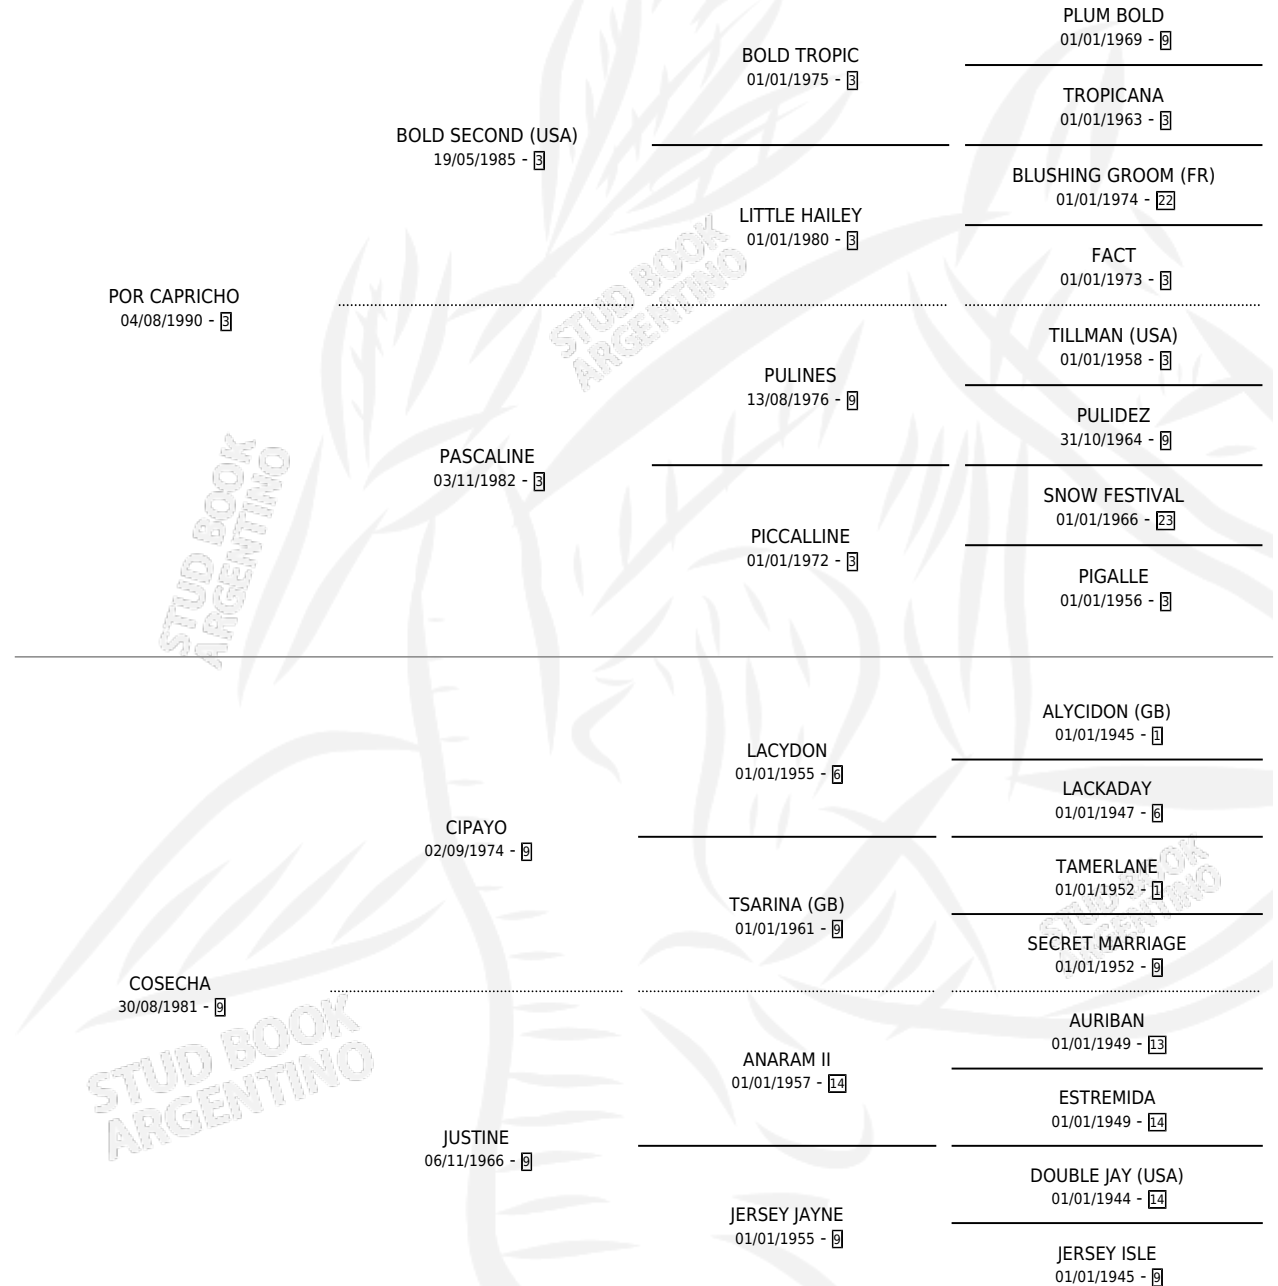 PLUM BOLD
01/01/1969 - 9
BOLD TROPIC
01/01/1975 - 3
TROPICANA
01/01/1963 - 3
BOLD SECOND (USA)
19/05/1985 - 3
BLUSHING GROOM (FR)
01/01/1974 - 22
LITTLE HAILEY
01/01/1980 - 3
FACT
01/01/1973 - 3
POR CAPRICHO
04/08/1990 - 3
STUD BOOK
ARGENTINO
TILLMAN (USA)
01/01/1958 - 3
PULINES
13/08/1976 - 9
PULIDEZ
31/10/1964 - 9
PASCALINE
03/11/1982 - 3
SNOW FESTIVAL
01/01/1966 - 23
PICCALLINE
01/01/1972 - 3
PIGALLE
01/01/1956 - 3
STUD BOOK
ARGENTINO
ALYCIDON (GB)
01/01/1945 - 1
LACYDON
01/01/1955 - 6
LACKADAY
01/01/1947 - 6
CIPAYO
02/09/1974 - 9
TAMERLANE
01/01/1952 - 1
TSARINA (GB)
01/01/1961 - 9
SECRET MARRIAGE
01/01/1952 - 9
STUD BOOK
ARGENTINO
COSECHA
30/08/1981 - 9
AURIBAN
01/01/1949 - 13
ANARAM II
01/01/1957 - 14
ESTREMIDA
01/01/1949 - 14
STUD BOOK
ARGENTINO
JUSTINE
06/11/1966 - 9
DOUBLE JAY (USA)
01/01/1944 - 14
JERSEY JAYNE
01/01/1955 - 9
JERSEY ISLE
01/01/1945 - 9